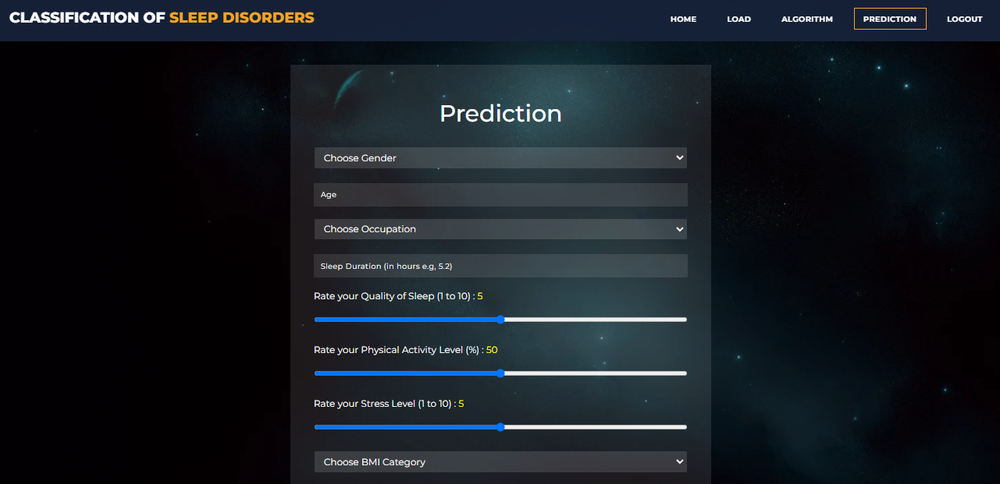 CLASSIFICATION OF SLEEP DISORDERS
HOME LOAD ALGORITHM PREDICTION LOGOUT
Prediction
Choose Gender
Age
Choose Occupation
Sleep Duration (in hours e.g, 5.2)
Rate your Quality of Sleep (1 to 10) : 5
Rate your Physical Activity Level (%) : 50
Rate your Stress Level (1 to 10) : 5
Choose BMI Category